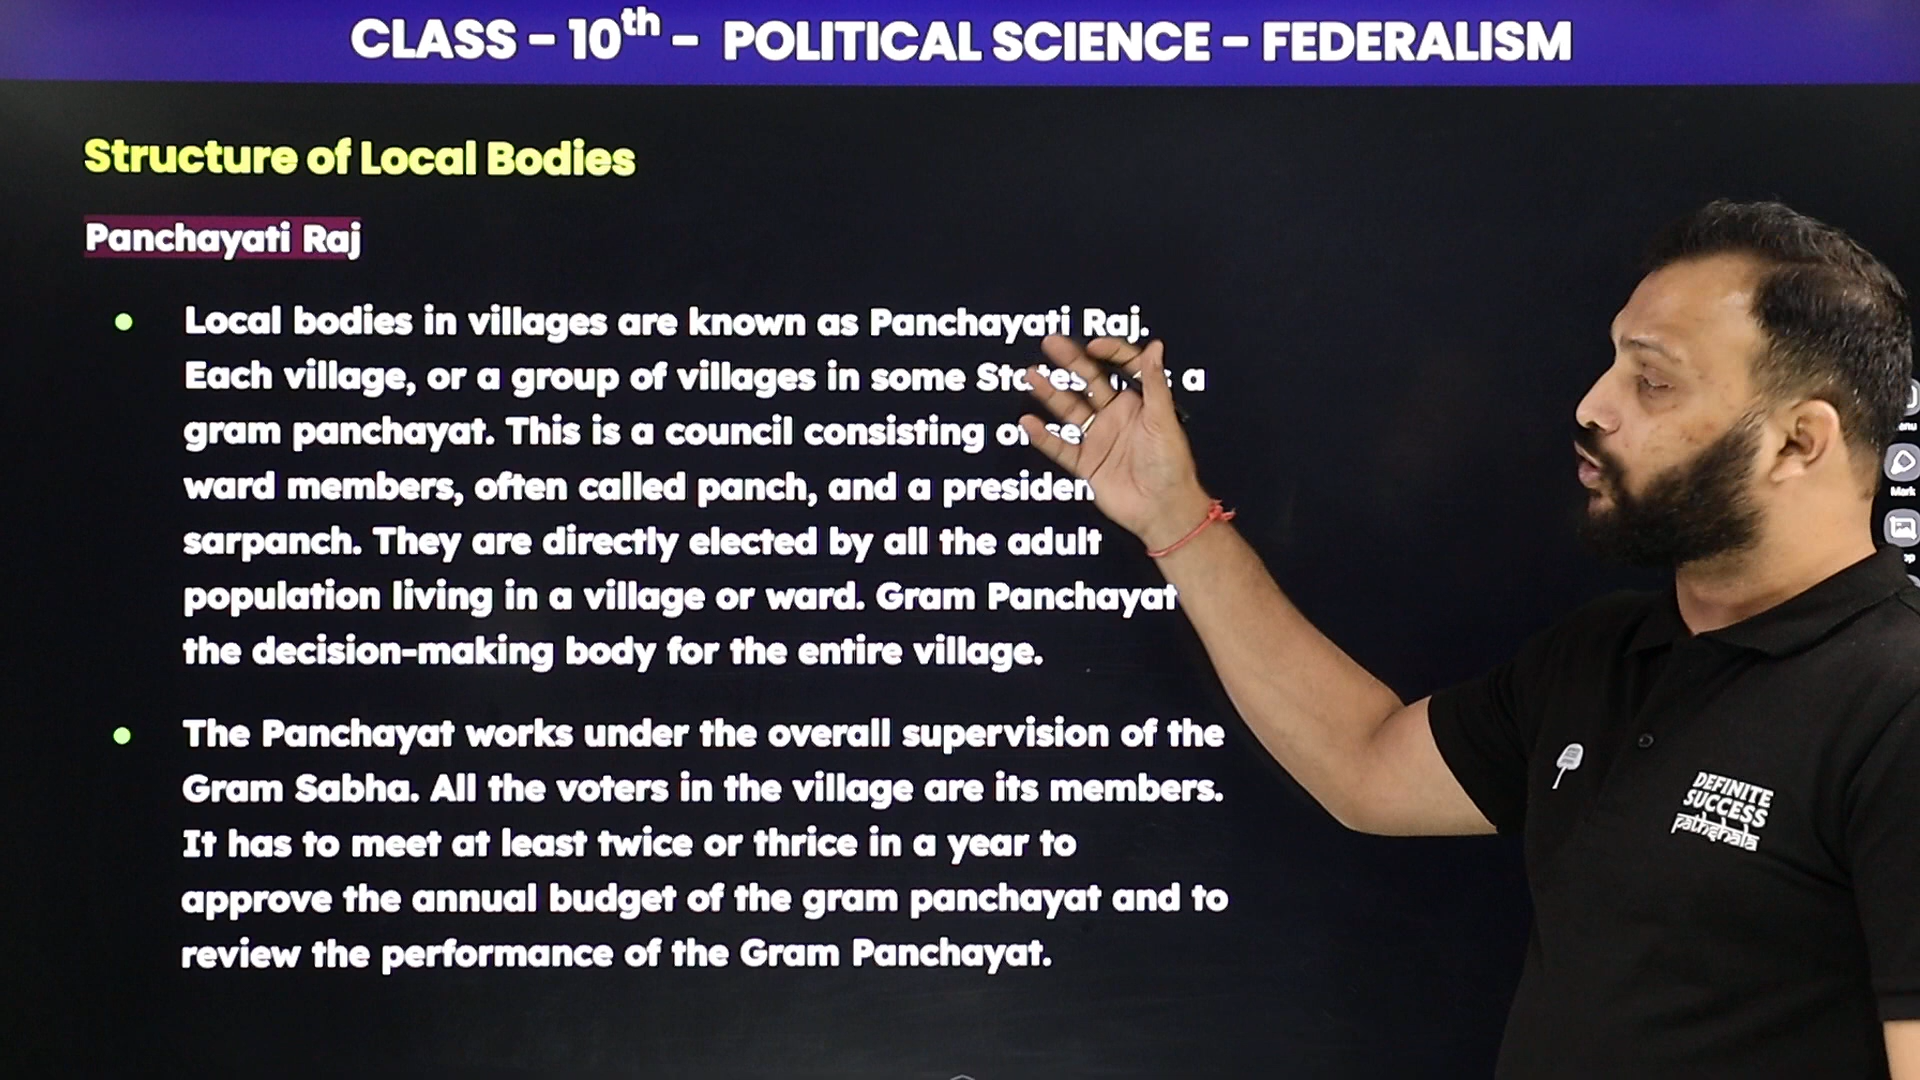 CLASS – 10th – POLITICAL SCIENCE – FEDERALISM
Structure of Local Bodies
Panchayati Raj
Local bodies in villages are known as Panchayati Raj.
Each village, or a group of villages in some States, a
gram panchayat. This is a council consisting of
ward members, often called panch, and a
sarpanch. They are directly elected by all the adult
population living in a village or ward. Gram Panchayat
the decision-making body for the entire village.
The Panchayat works under the overall supervision of the
Gram Sabha. All the voters in the village are its members.
It has to meet at least twice or thrice in a year to
approve the annual budget of the gram panchayat and to
review the performance of the Gram Panchayat.
Mark
DEFINITE
SUCCESS
pathshala